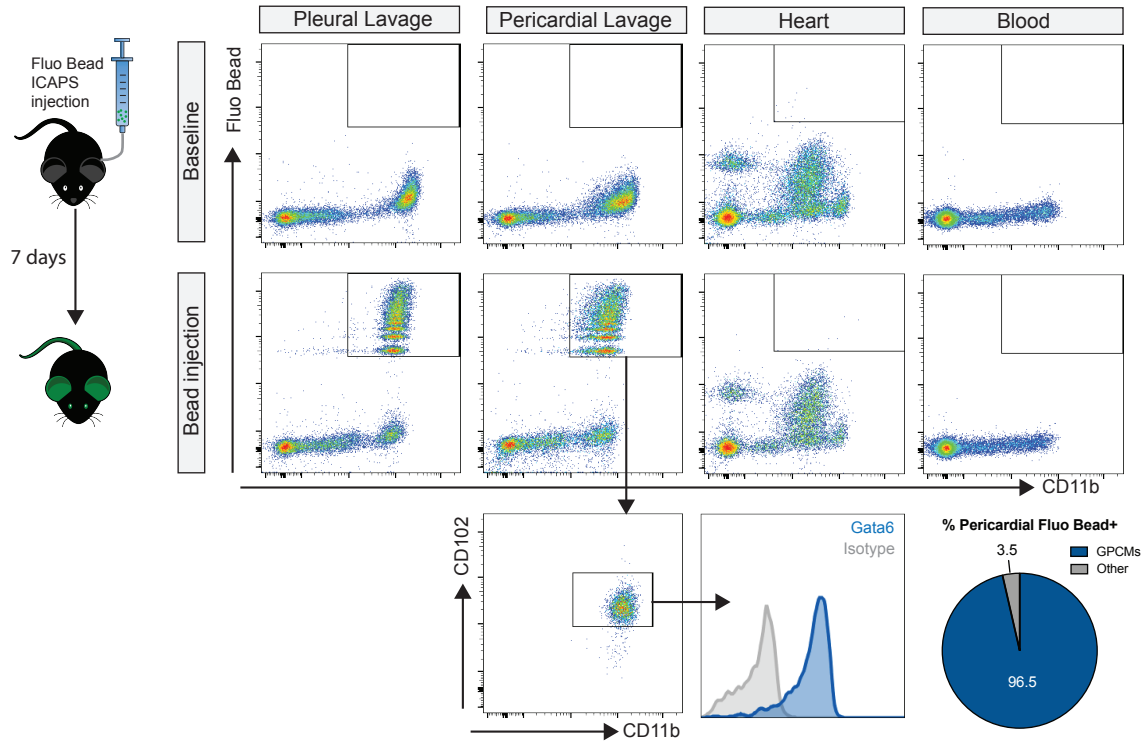 Pleural Lavage
Pericardial Lavage
Heart
Blood
Fluo Bead
ICAPS
injection
7 days
Baseline
Bead injection
Fluo Bead
CD11b
CD102
CD11b
Gata6
Isotype
% Pericardial Fluo Bead+
3.5
GPCMs
Other
96.5